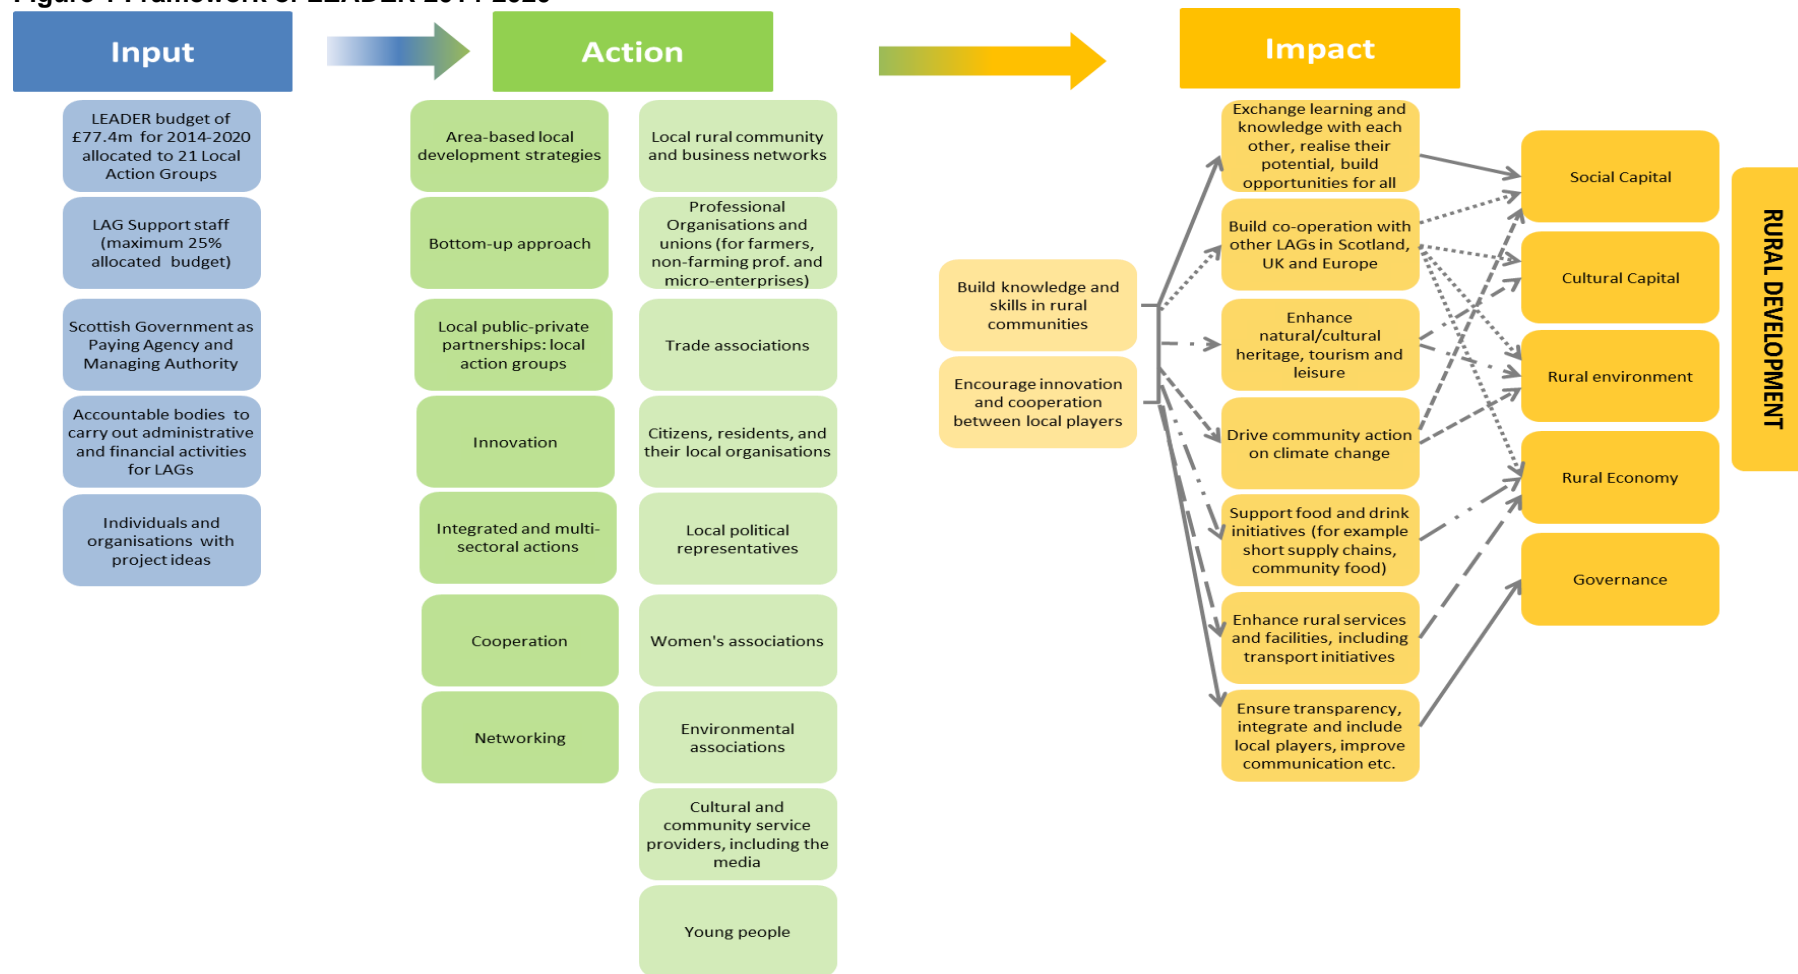 Figure 1 Framework of LEADER 2014-2020
Input
Action
Impact
LEADER budget of
£77.4m for 2014-2020
allocated to 21 Local
Action Groups
LAG Support staff
(maximum 25%
allocated budget)
Scottish Government as
Paying Agency and
Managing Authority
Accountable bodies to
carry out administrative
and financial activities
for LAGs
Individuals and
organisations with
project ideas
Area-based local
development strategies
Bottom-up approach
Local public-private
partnerships: local
action groups
Innovation
Integrated and multi-
sectoral actions
Cooperation
Networking
Local rural community
and business networks
Professional
Organisations and
unions (for farmers,
non-farming prof. and
micro-enterprises)
Trade associations
Citizens, residents, and
their local organisations
Local political
representatives
Women's associations
Environmental
associations
Cultural and
community service
providers, including the
media
Young people
Build knowledge and
skills in rural
communities
Encourage innovation
and cooperation
between local players
Exchange learning and
knowledge with each
other, realise their
potential, build
opportunities for all
Build co-operation with
other LAGs in Scotland,
UK and Europe
Enhance
natural/cultural
heritage, tourism and
leisure
Drive community action
on climate change
Support food and drink
initiatives (for example
short supply chains,
community food)
Enhance rural services
and facilities, including
transport initiatives
Ensure transparency,
integrate and include
local players, improve
communication etc.
Social Capital
Cultural Capital
Rural environment
Rural Economy
Governance
RURAL DEVELOPMENT